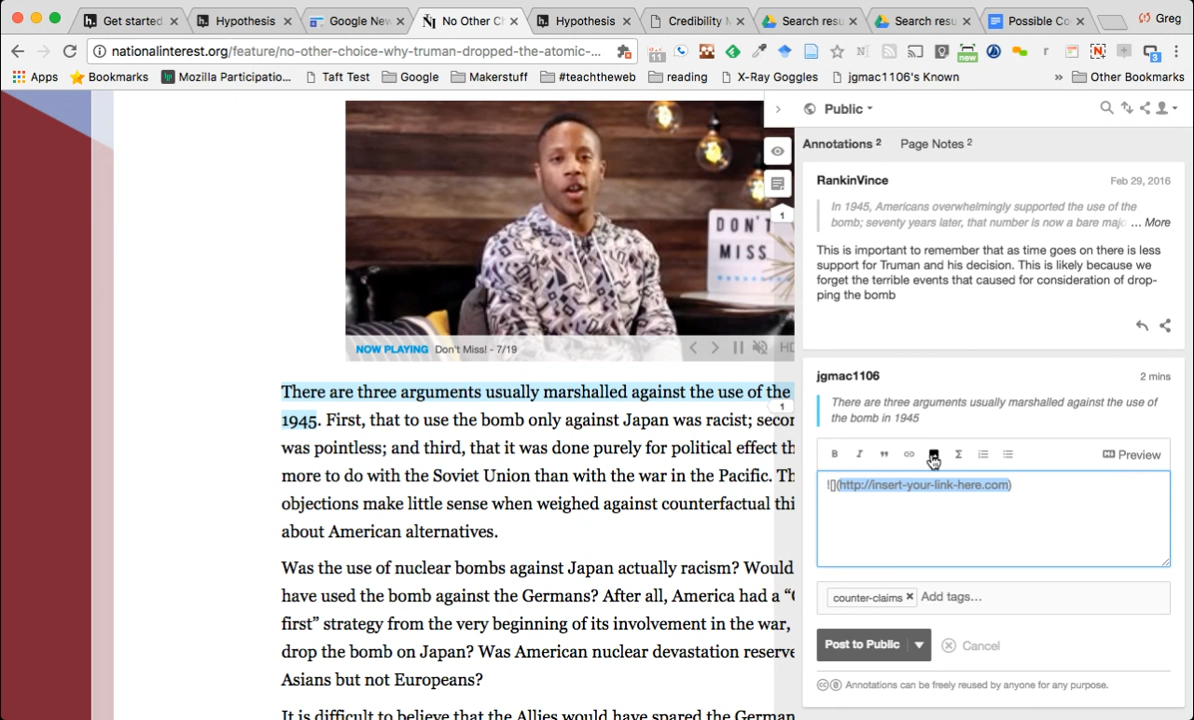 Get started
Hypothesis
Google New
No Other C
Hypothesis
Credibility
Search resu
Search resu
Possible Co
Greg
nationalinterest.org/feature/no-other-choice-why-truman-dropped-the-atomic-...
11
new
3
Apps
Bookmarks
Mozilla Participatio...
Taft Test
Google
Makerstuff
#teachtheweb
reading
X-Ray Goggles
jgmac1106's Known
»
Other Bookmarks
DON'T
MISS
NOW PLAYING Don't Miss! - 7/19
HD
There are three arguments usually marshalled against the use of the
1945. First, that to use the bomb only against Japan was racist;
was pointless; and third, that it was done purely for political effect
more to do with the Soviet Union than with the war in the Pacific.
objections make little sense when weighed against counterfactual
about American alternatives.
Was the use of nuclear bombs against Japan actually racism? Would
have used the bomb against the Germans? After all, America had a
first” strategy from the very beginning of its involvement in the war,
drop the bomb on Japan? Was American nuclear devastation
Asians but not Europeans?
It is difficult to believe that the Allies would have spared the German
1
1
Public
Annotations 2
Page Notes 2
RankinVince
Feb 29, 2016
In 1945, Americans overwhelmingly supported the use of the
bomb; seventy years later, that number is now a bare majo ... More
This is important to remember that as time goes on there is less
support for Truman and his decision. This is likely because we
forget the terrible events that caused for consideration of drop-
ping the bomb
jgmac1106
2 mins
There are three arguments usually marshalled against the use of
the bomb in 1945
B I Σ Preview
![](http://insert-your-link-here.com)
counter-claims × Add tags...
Post to Public
Cancel
Annotations can be freely reused by anyone for any purpose.